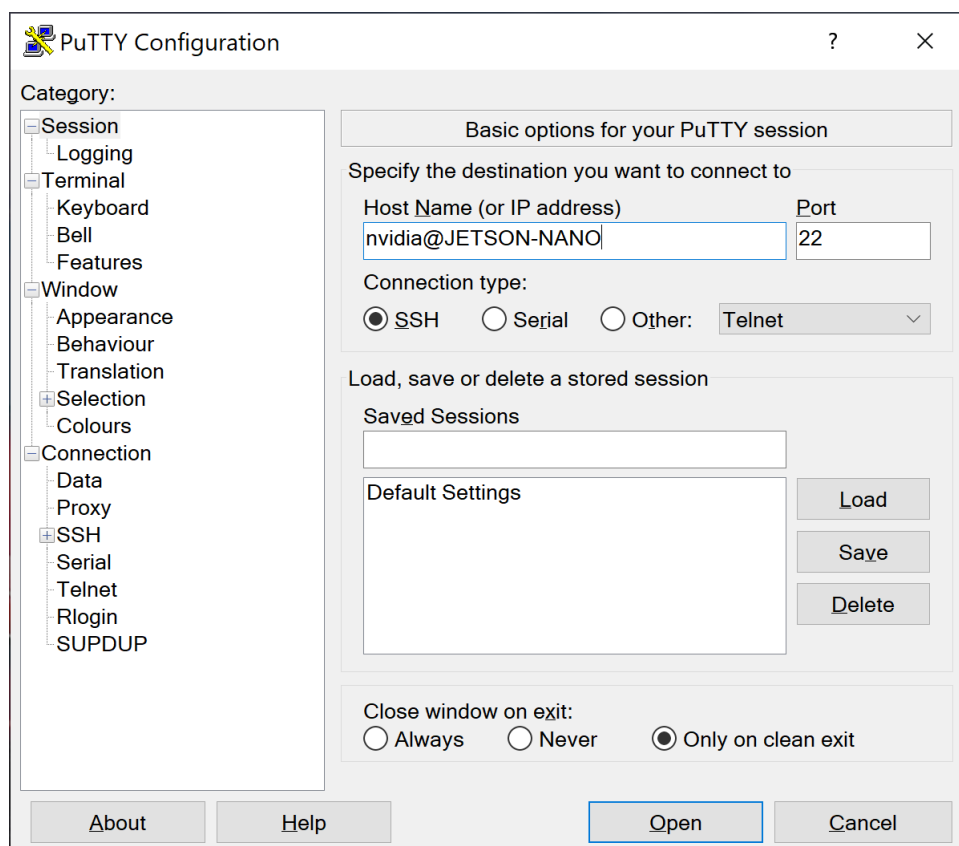 PuTTY Configuration
?
Category:
Session
Logging
Terminal
Keyboard
Bell
Features
Window
Appearance
Behaviour
Translation
Selection
Colours
Connection
Data
Proxy
SSH
Serial
Telnet
Rlogin
SUPDUP
Basic options for your PuTTY session
Specify the destination you want to connect to
Host Name (or IP address) Port
nvidia@JETSON-NANO 22
Connection type:
SSH Serial Other: Telnet
Load, save or delete a stored session
Saved Sessions
Default Settings
Load
Save
Delete
Close window on exit:
Always Never Only on clean exit
About Help Open Cancel